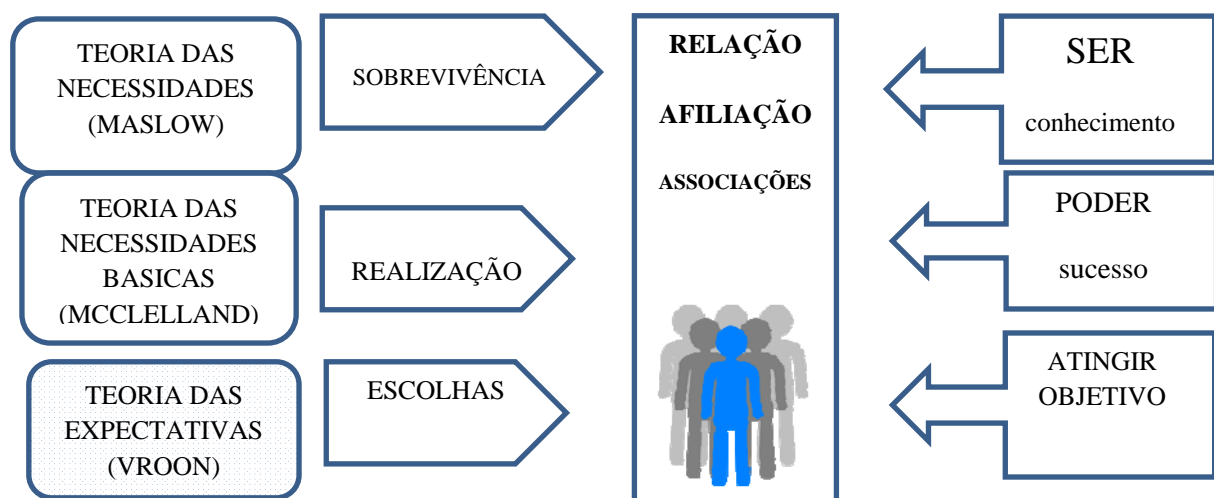 TEORIA DAS
NECESSIDADES
(MASLOW)
SOBREVIVÊNCIA
RELAÇÃO
AFILIAÇÃO
ASSOCIAÇÕES
SER
conhecimento
TEORIA DAS
NECESSIDADES
BASICAS
(MCCLELLAND)
REALIZAÇÃO
PODER
sucesso
TEORIA DAS
EXPECTATIVAS
(VROON)
ESCOLHAS
ATINGIR
OBJETIVO